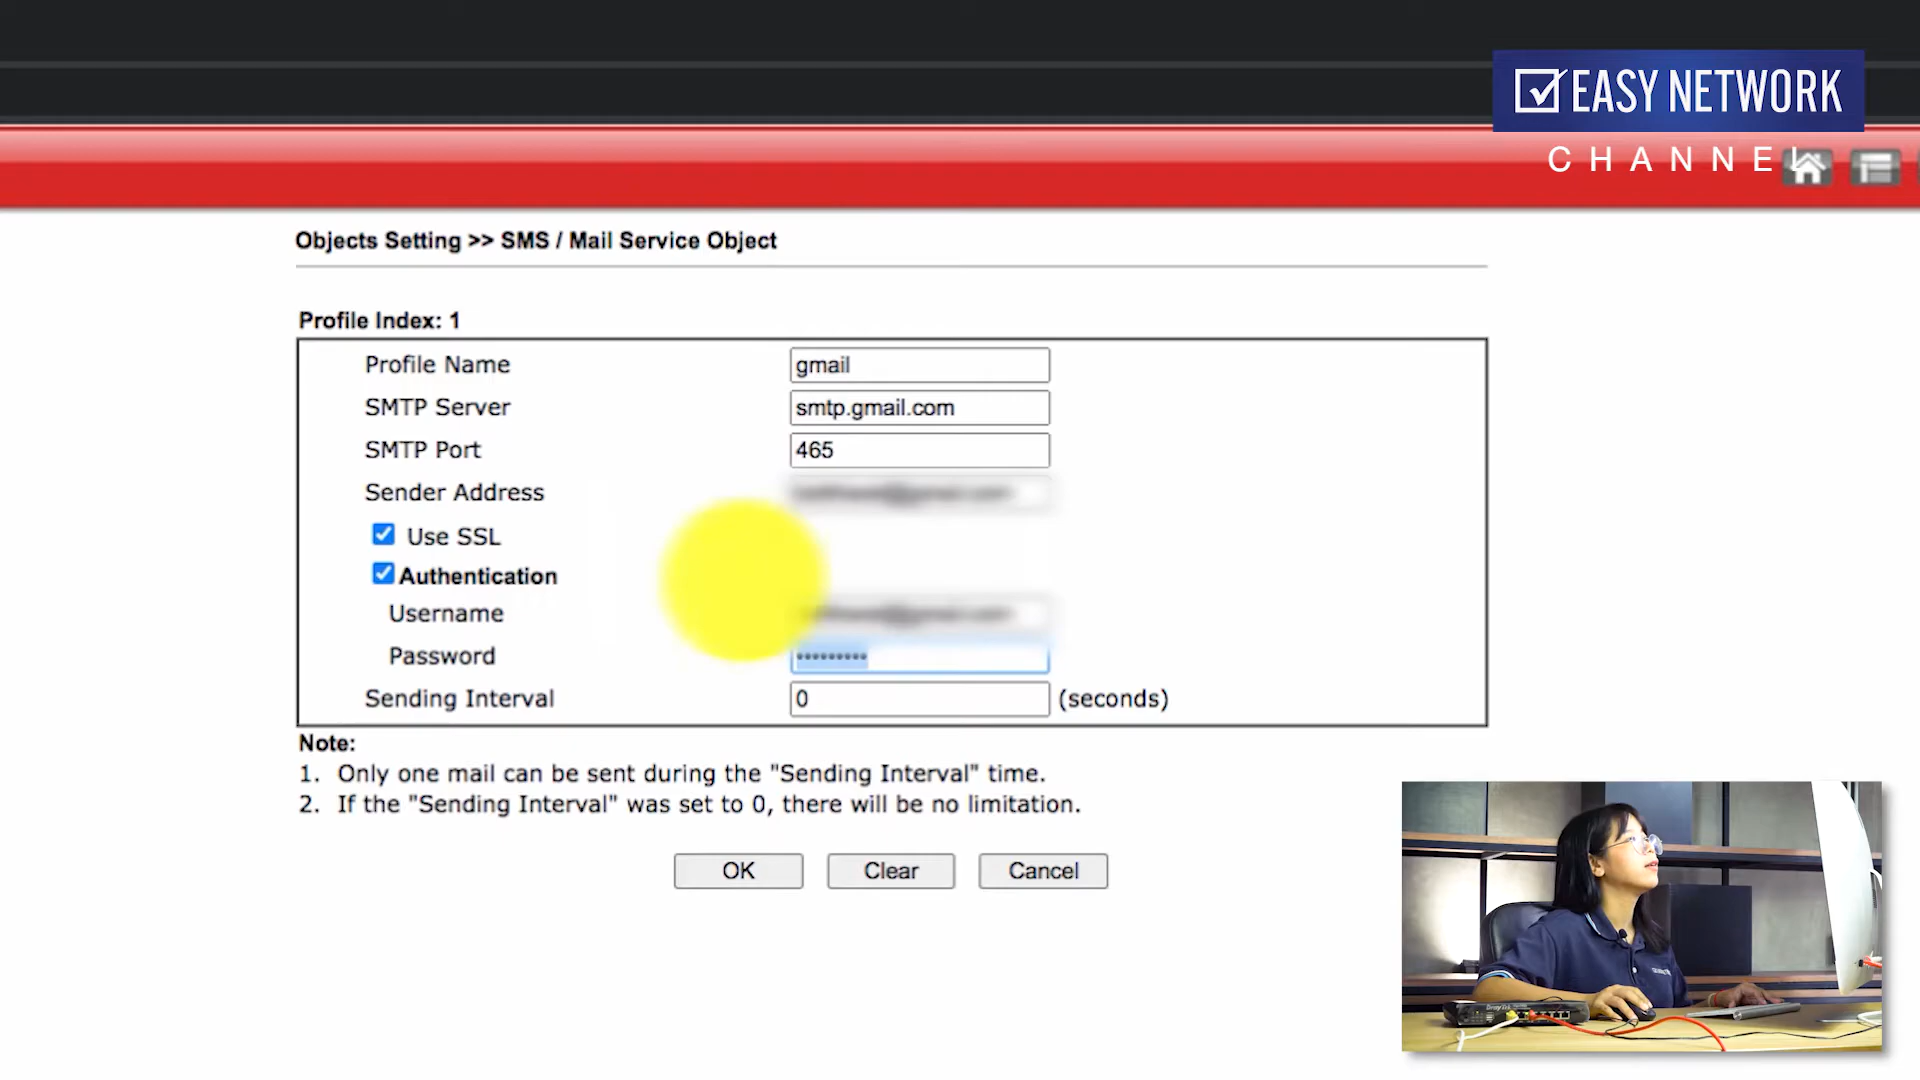 EASY NETWORK
CHANNEL
Objects Setting >> SMS / Mail Service Object
Profile Index: 1
Profile Name gmail
SMTP Server smtp.gmail.com
SMTP Port 465
Sender Address
Use SSL
Authentication
Username
Password •••••••••
Sending Interval 0 (seconds)
Note:
1. Only one mail can be sent during the "Sending Interval" time.
2. If the "Sending Interval" was set to 0, there will be no limitation.
OK Clear Cancel